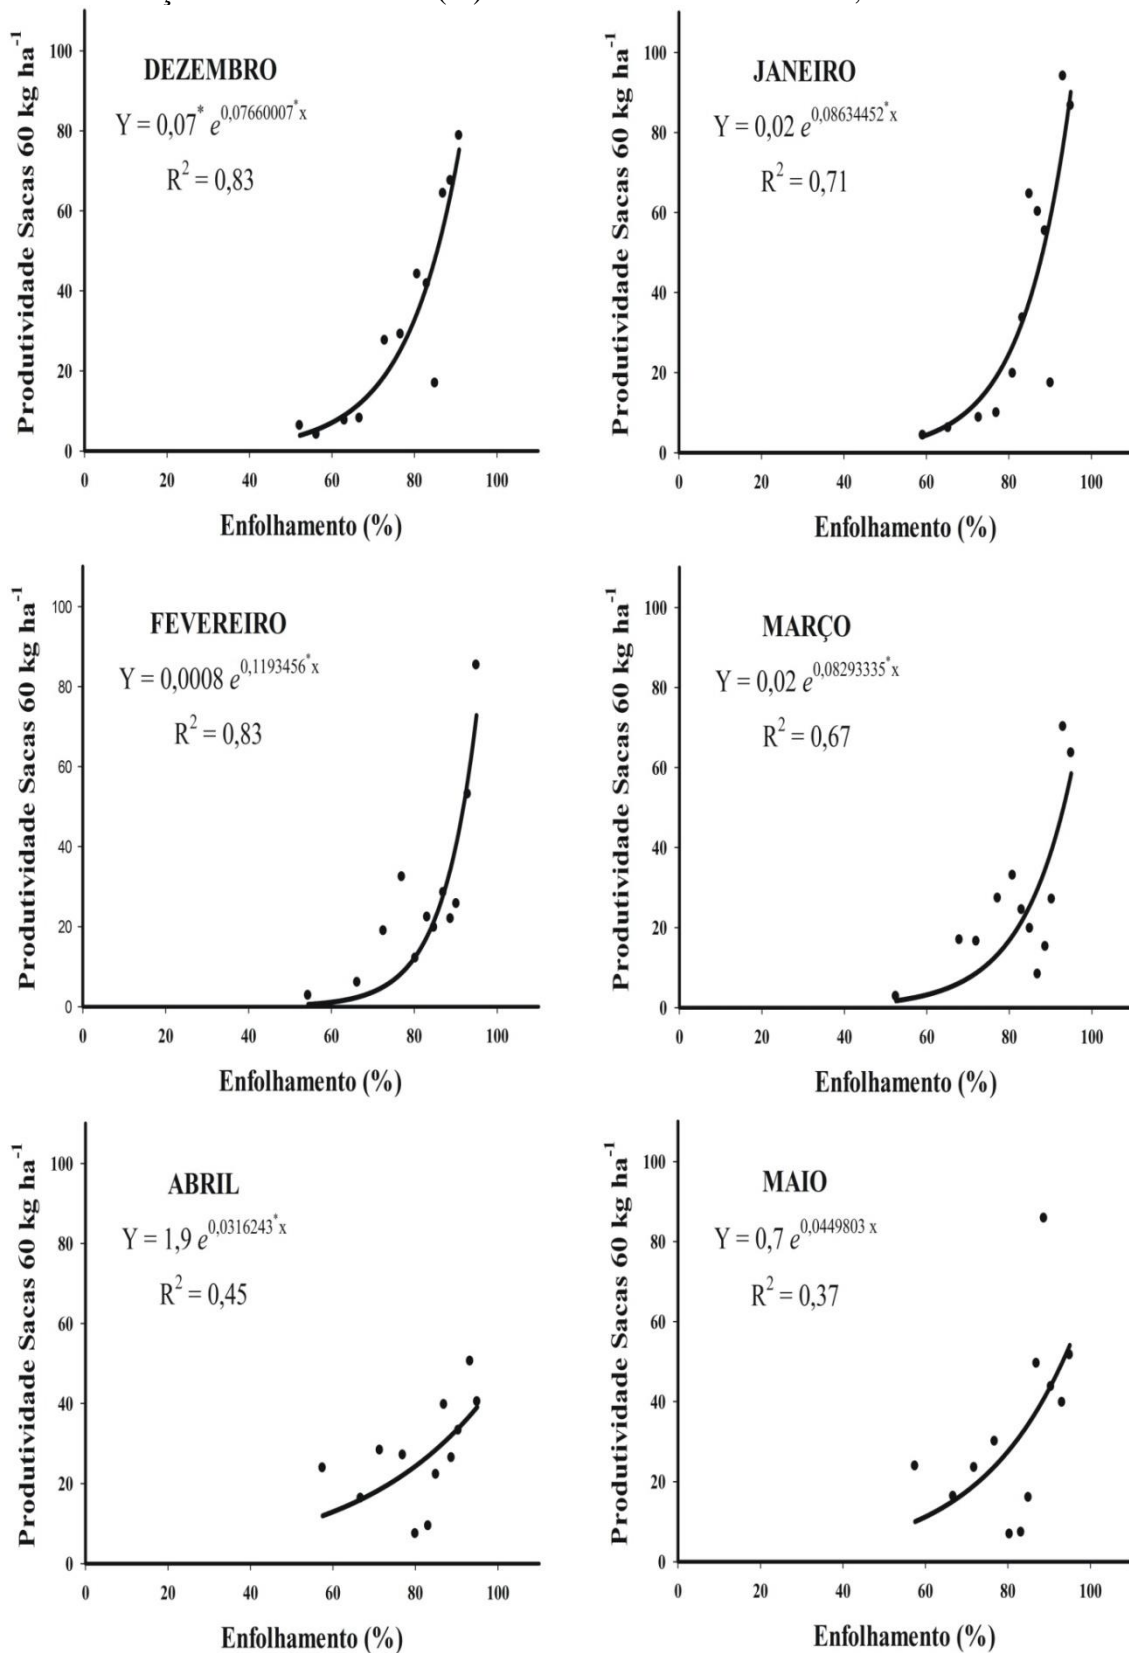 DEZEMBRO
Y = 0,07* e^0,07660007*x
R² = 0,83
Produtividade Sacas 60 kg ha⁻¹
100
80
60
40
20
0
0 20 40 60 80 100
Enfolhamento (%)
JANEIRO
Y = 0,02 e^0,08634452*x
R² = 0,71
Produtividade Sacas 60 kg ha⁻¹
100
80
60
40
20
0
0 20 40 60 80 100
Enfolhamento (%)
FEVEREIRO
Y = 0,0008 e^0,1193456*x
R² = 0,83
Produtividade Sacas 60 kg ha⁻¹
100
80
60
40
20
0
0 20 40 60 80 100
Enfolhamento (%)
MARÇO
Y = 0,02 e^0,08293335*x
R² = 0,67
Produtividade Sacas 60 kg ha⁻¹
100
80
60
40
20
0
0 20 40 60 80 100
Enfolhamento (%)
ABRIL
Y = 1,9 e^0,0316243*x
R² = 0,45
Produtividade Sacas 60 kg ha⁻¹
100
80
60
40
20
0
0 20 40 60 80 100
Enfolhamento (%)
MAIO
Y = 0,7 e^0,0449803 x
R² = 0,37
Produtividade Sacas 60 kg ha⁻¹
100
80
60
40
20
0
0 20 40 60 80 100
Enfolhamento (%)